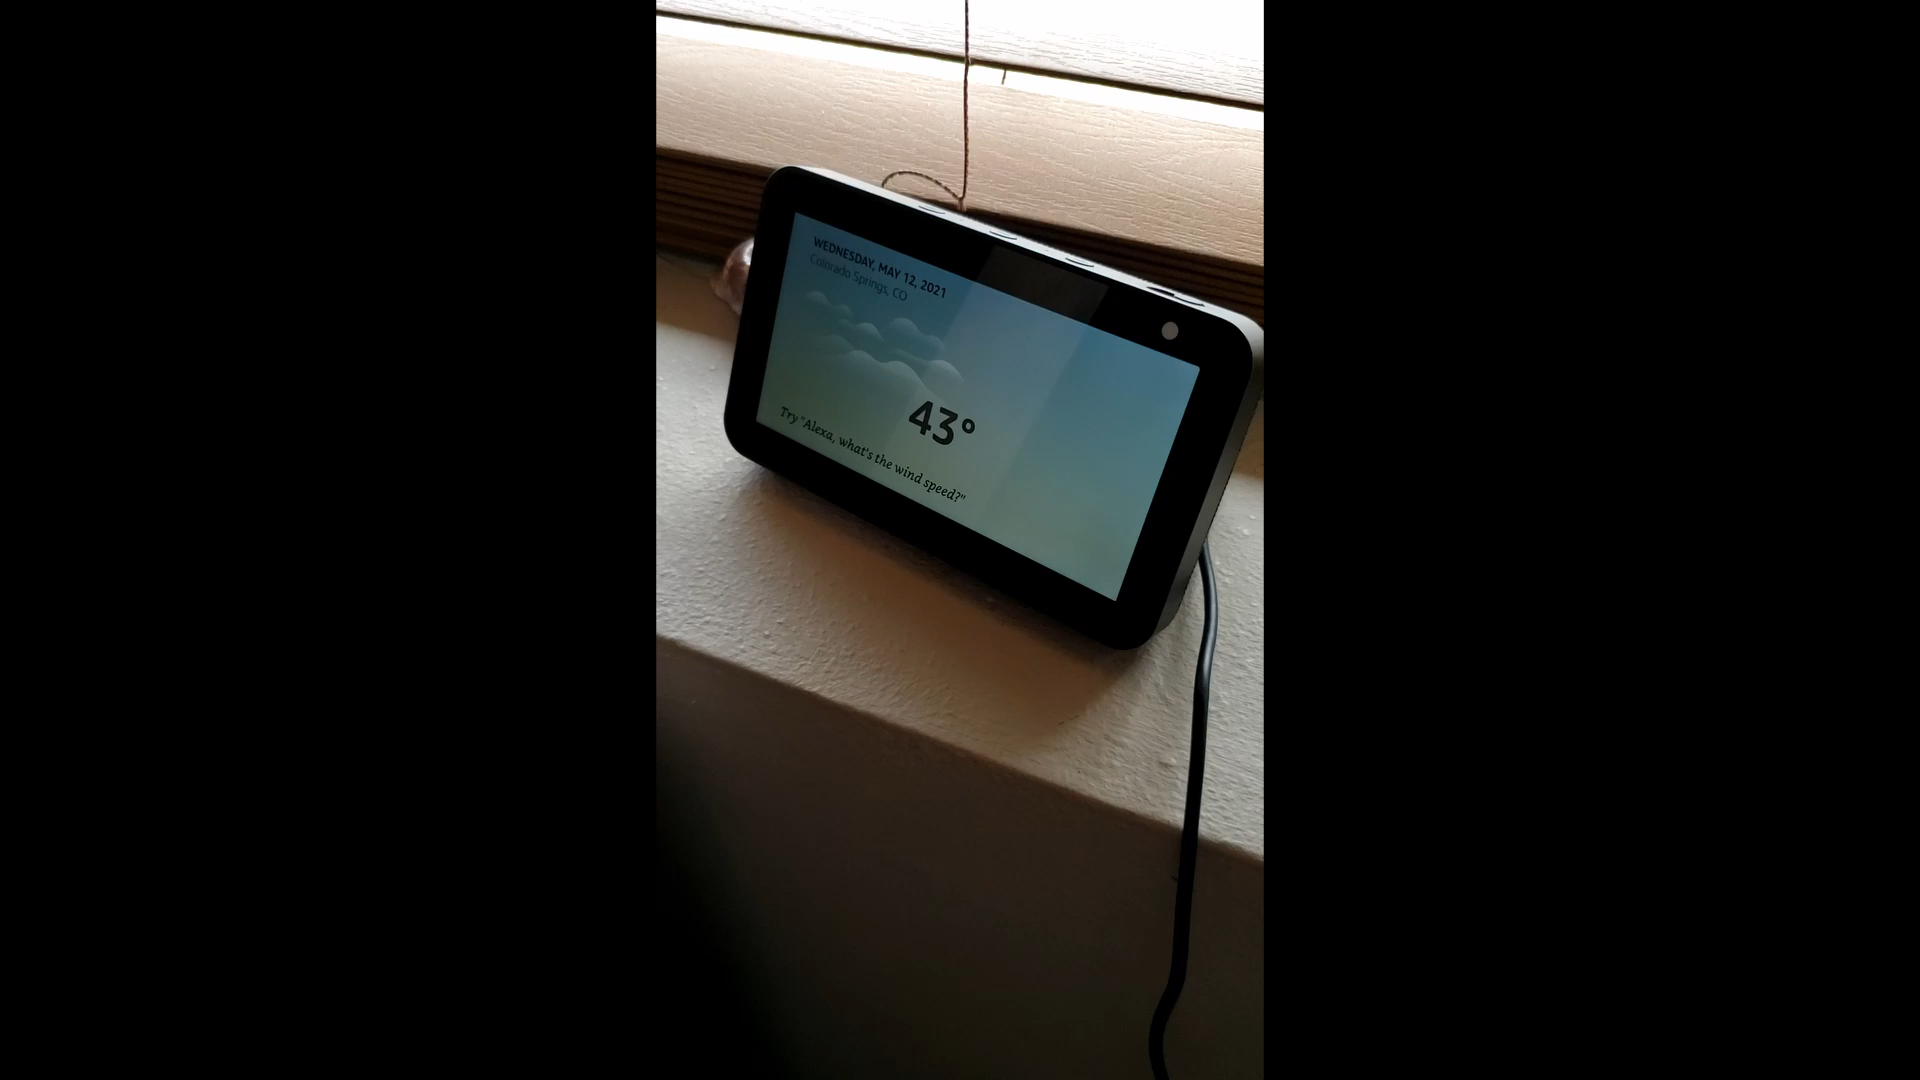 WEDNESDAY, MAY 12, 2021
Colorado Springs, CO
43°
Try "Alexa, what's the wind speed?"